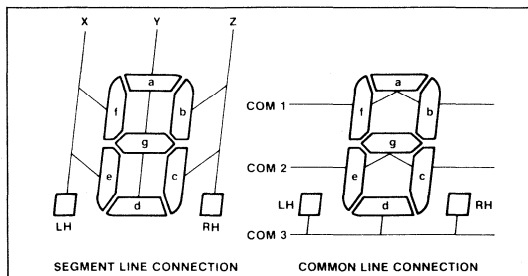 X Y Z
a
f b
g
e c
d
LH RH
SEGMENT LINE CONNECTION
a
COM 1 f b
g
COM 2 e c
LH d RH
COM 3
COMMON LINE CONNECTION